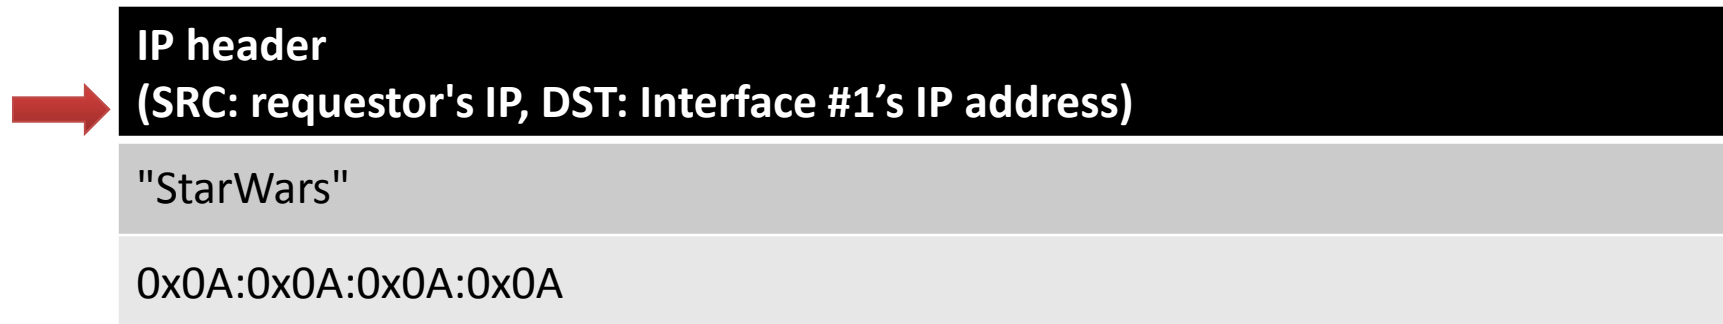 IP header
(SRC: requestor's IP, DST: Interface #1’s IP address)
"StarWars"
0x0A:0x0A:0x0A:0x0A